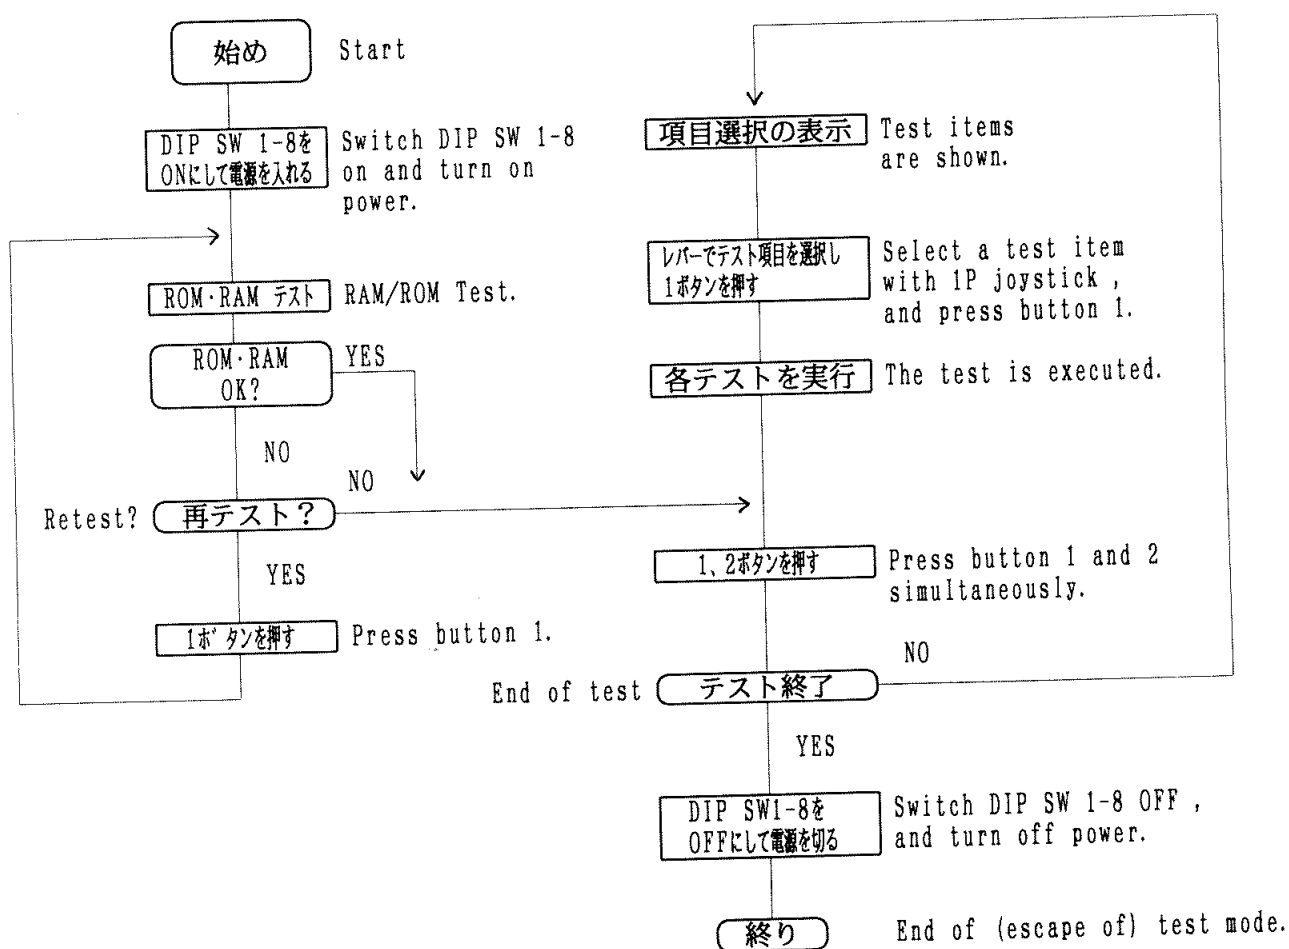 始め
Start
DIP SW 1-8を
ONにして電源を入れる
Switch DIP SW 1-8
on and turn on
power.
ROM·RAM テスト
RAM/ROM Test.
ROM·RAM
OK?
YES
NO
NO
Retest?
再テスト？
YES
1ボタンを押す
Press button 1.
項目選択の表示
Test items
are shown.
レバーでテスト項目を選択し
1ボタンを押す
Select a test item
with 1P joystick ,
and press button 1.
各テストを実行
The test is executed.
1、2ボタンを押す
Press button 1 and 2
simultaneously.
NO
End of test
テスト終了
YES
DIP SW1-8を
OFFにして電源を切る
Switch DIP SW 1-8 OFF ,
and turn off power.
終り
End of (escape of) test mode.